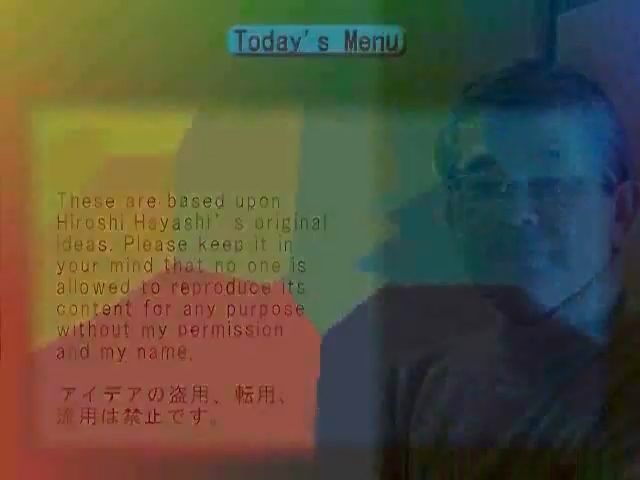 Today's Menu
These are based upon
Hiroshi Hayashi's original
ideas. Please keep it in
your mind that no one is
allowed to reproduce its
content for any purpose
without my permission
and my name.
アイデアの盗用、転用、
流用は禁止です。